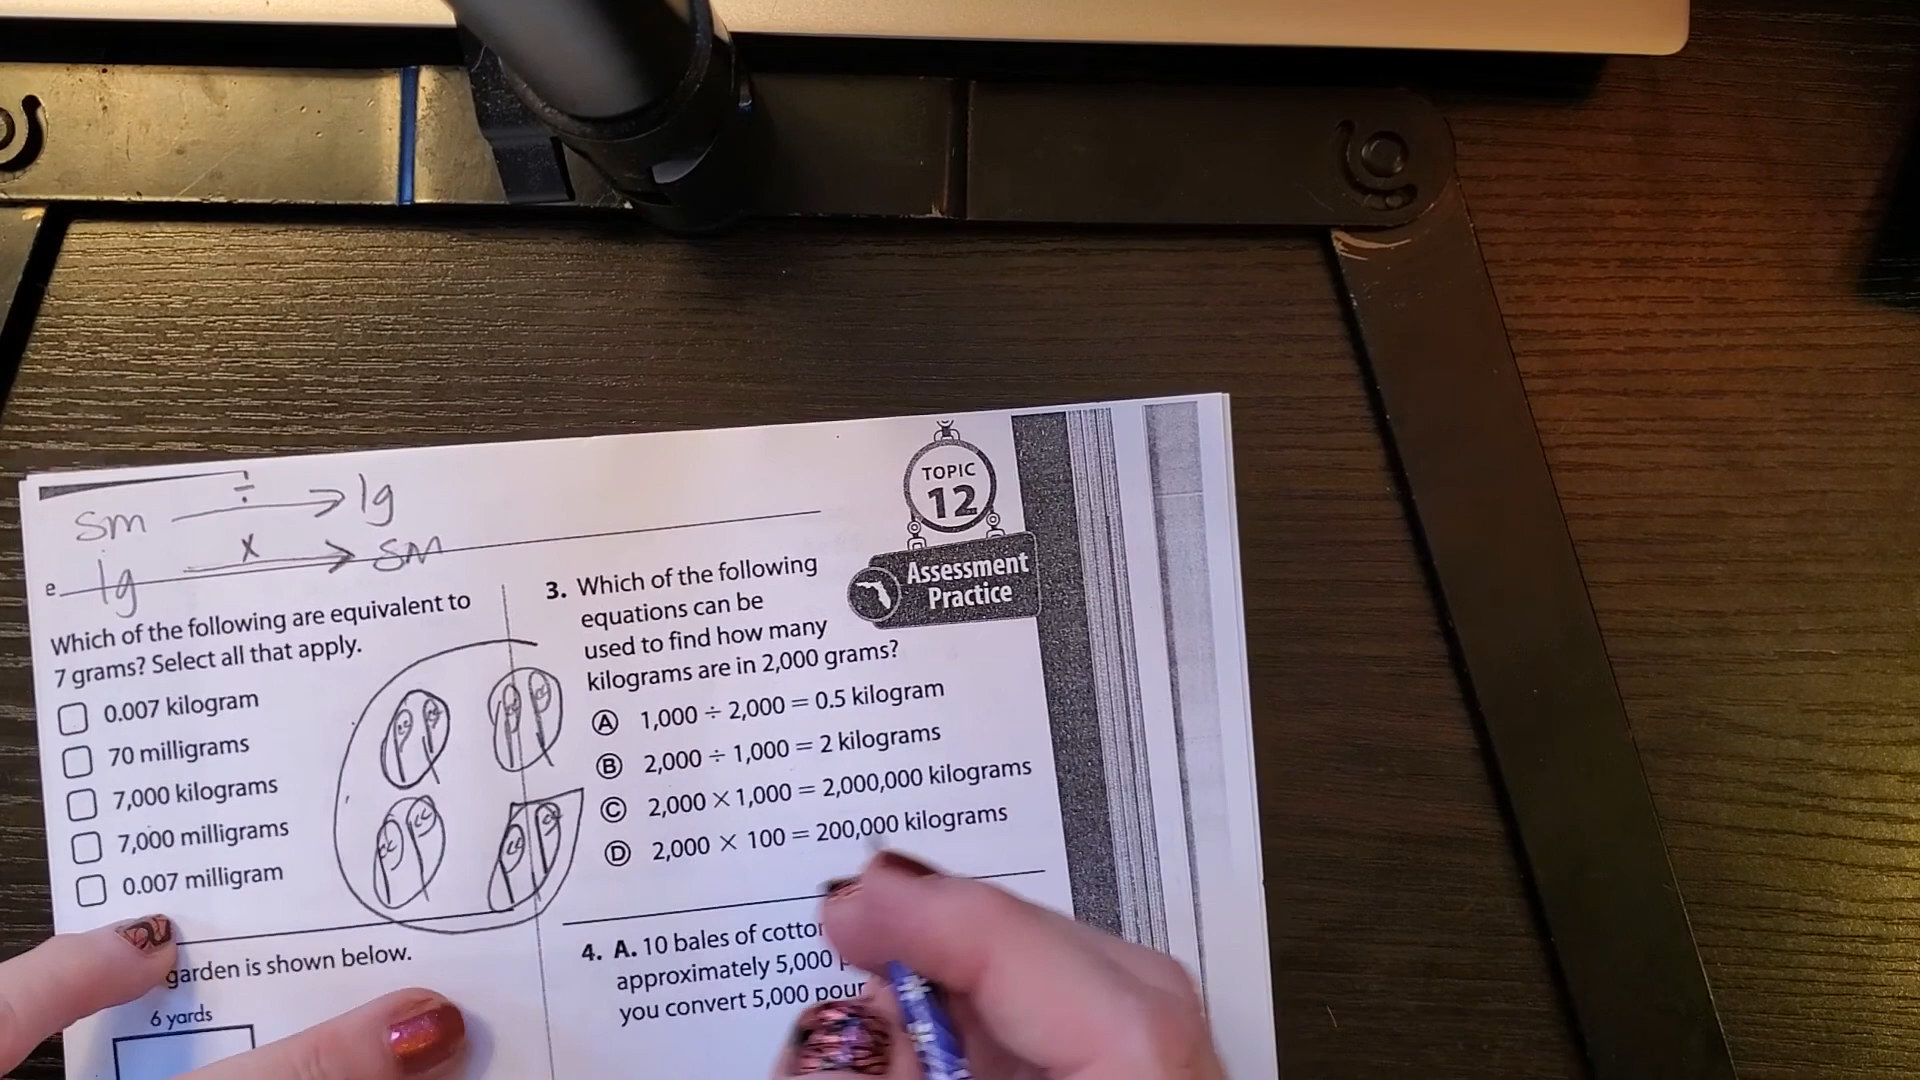 sm ÷ → lg
lg x → sm
e
Which of the following are equivalent to
7 grams? Select all that apply.
0.007 kilogram
70 milligrams
7,000 kilograms
7,000 milligrams
0.007 milligram
garden is shown below.
6 yards
TOPIC
12
Assessment
Practice
3. Which of the following
equations can be
used to find how many
kilograms are in 2,000 grams?
A 1,000 ÷ 2,000 = 0.5 kilogram
B 2,000 ÷ 1,000 = 2 kilograms
C 2,000 × 1,000 = 2,000,000 kilograms
D 2,000 × 100 = 200,000 kilograms
4. A. 10 bales of
approximately 5,000
you convert 5,000